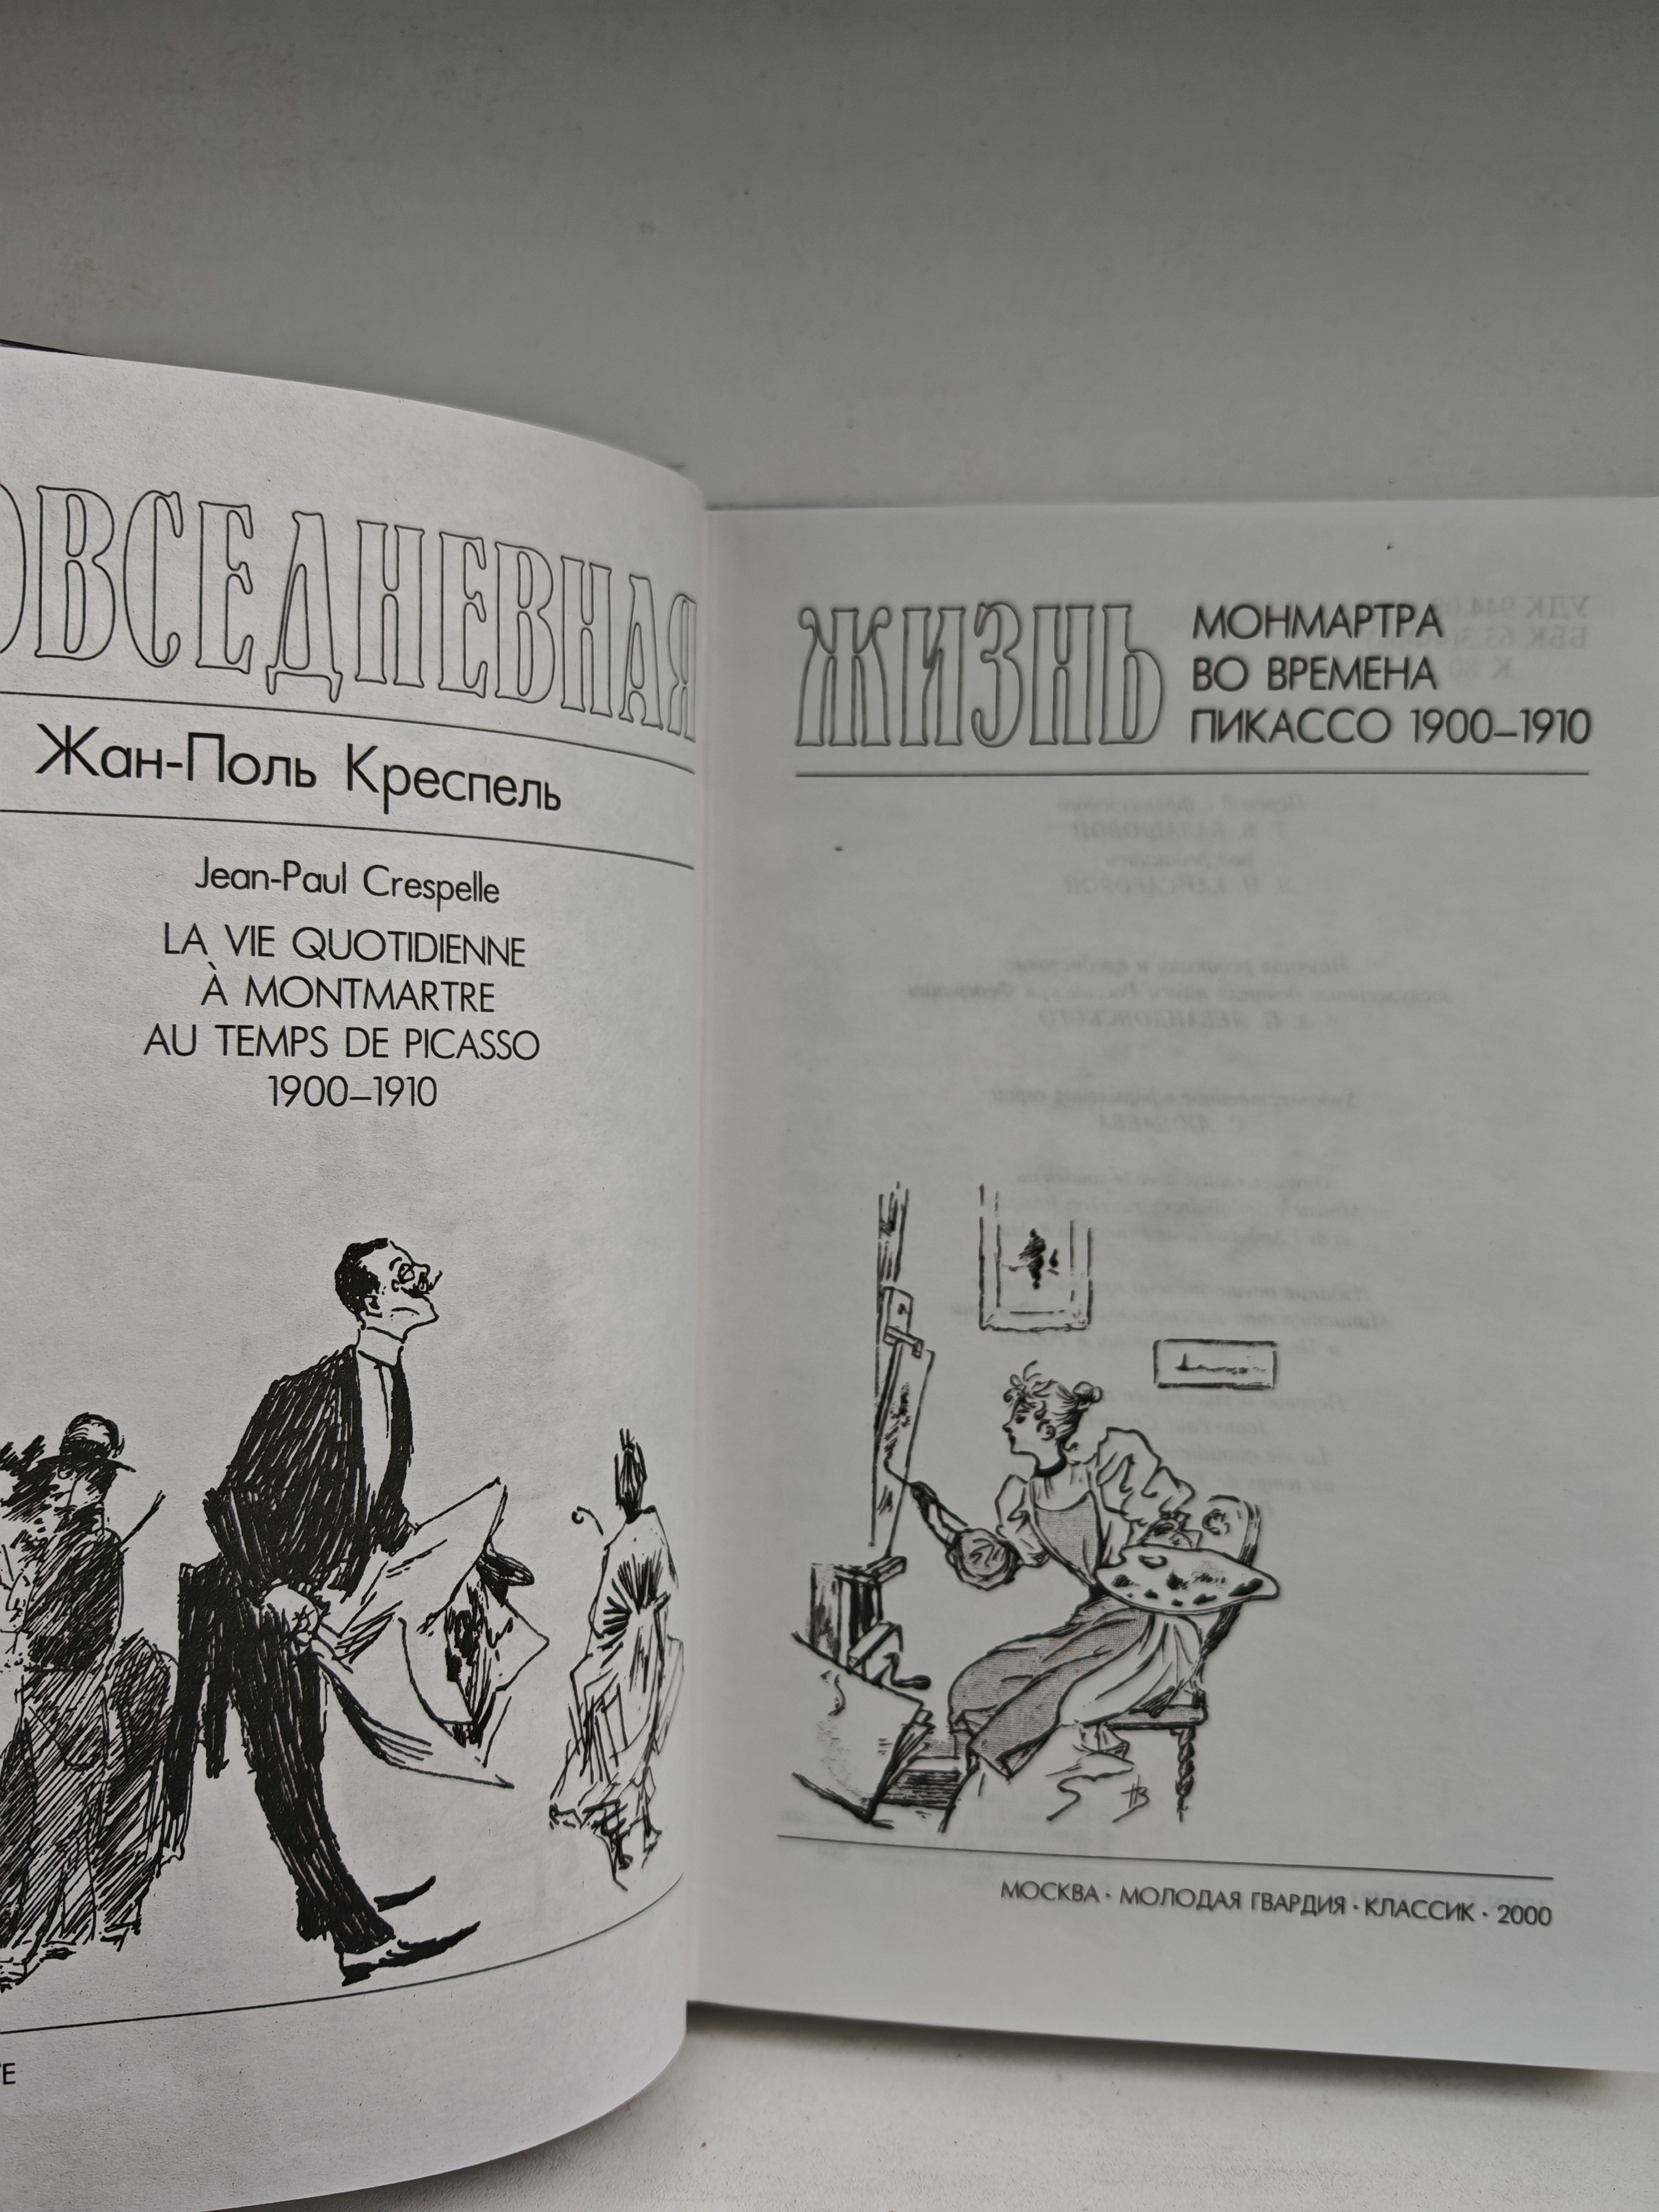 ОВСЕДНЕВНАЯ
Жан-Поль Креспель
Jean-Paul Crespelle
LA VIE QUOTIDIENNE
À MONTMARTRE
AU TEMPS DE PICASSO
1900–1910
ТЕ
ЖИЗНЬ
МОНМАРТРА
ВО ВРЕМЕНА
ПИКАССО 1900–1910
МОСКВА · МОЛОДАЯ ГВАРДИЯ · КЛАССИК · 2000